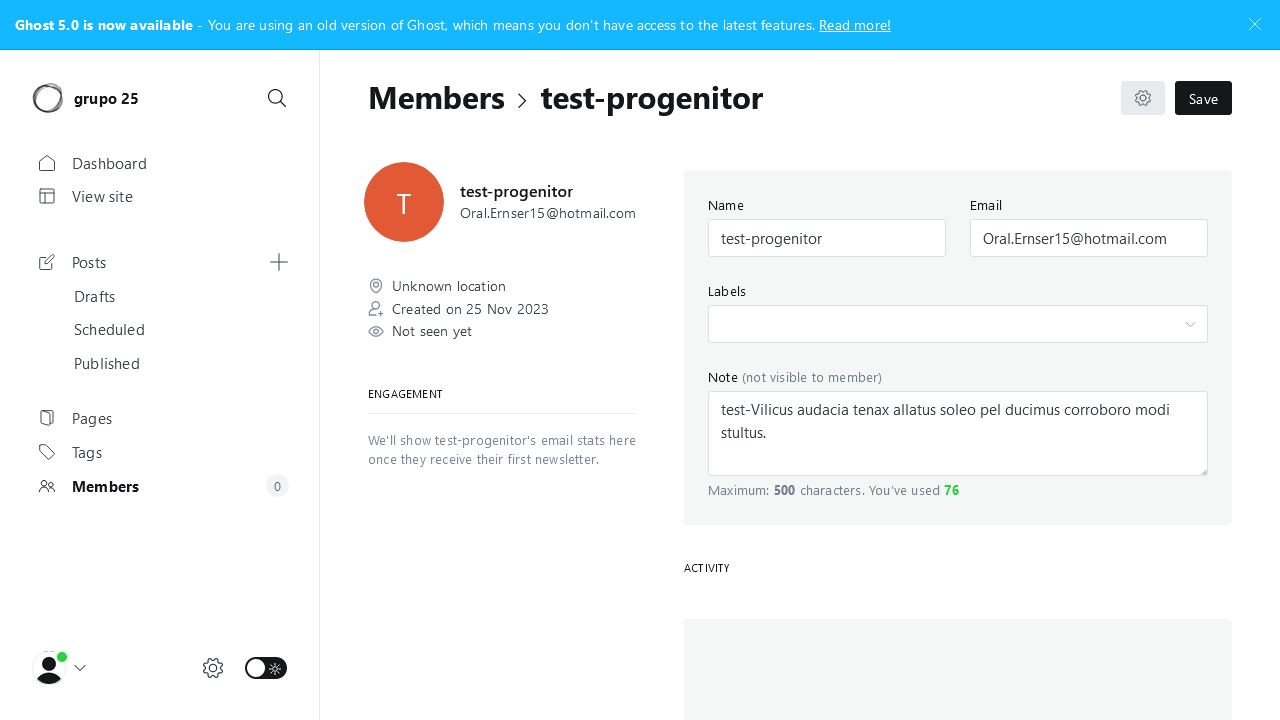 Ghost 5.0 is now available - You are using an old version of Ghost, which means you don't have access to the latest features. Read more!
grupo 25
Dashboard
View site
Posts
Drafts
Scheduled
Published
Pages
Tags
Members 0
Members > test-progenitor
Save
T
test-progenitor
Oral.Ernser15@hotmail.com
Unknown location
Created on 25 Nov 2023
Not seen yet
ENGAGEMENT
We'll show test-progenitor's email stats here
once they receive their first newsletter.
Name
test-progenitor
Email
Oral.Ernser15@hotmail.com
Labels
Note (not visible to member)
test-Vilicus audacia tenax allatus soleo pel ducimus corroboro modi
stultus.
Maximum: 500 characters. You've used 76
ACTIVITY